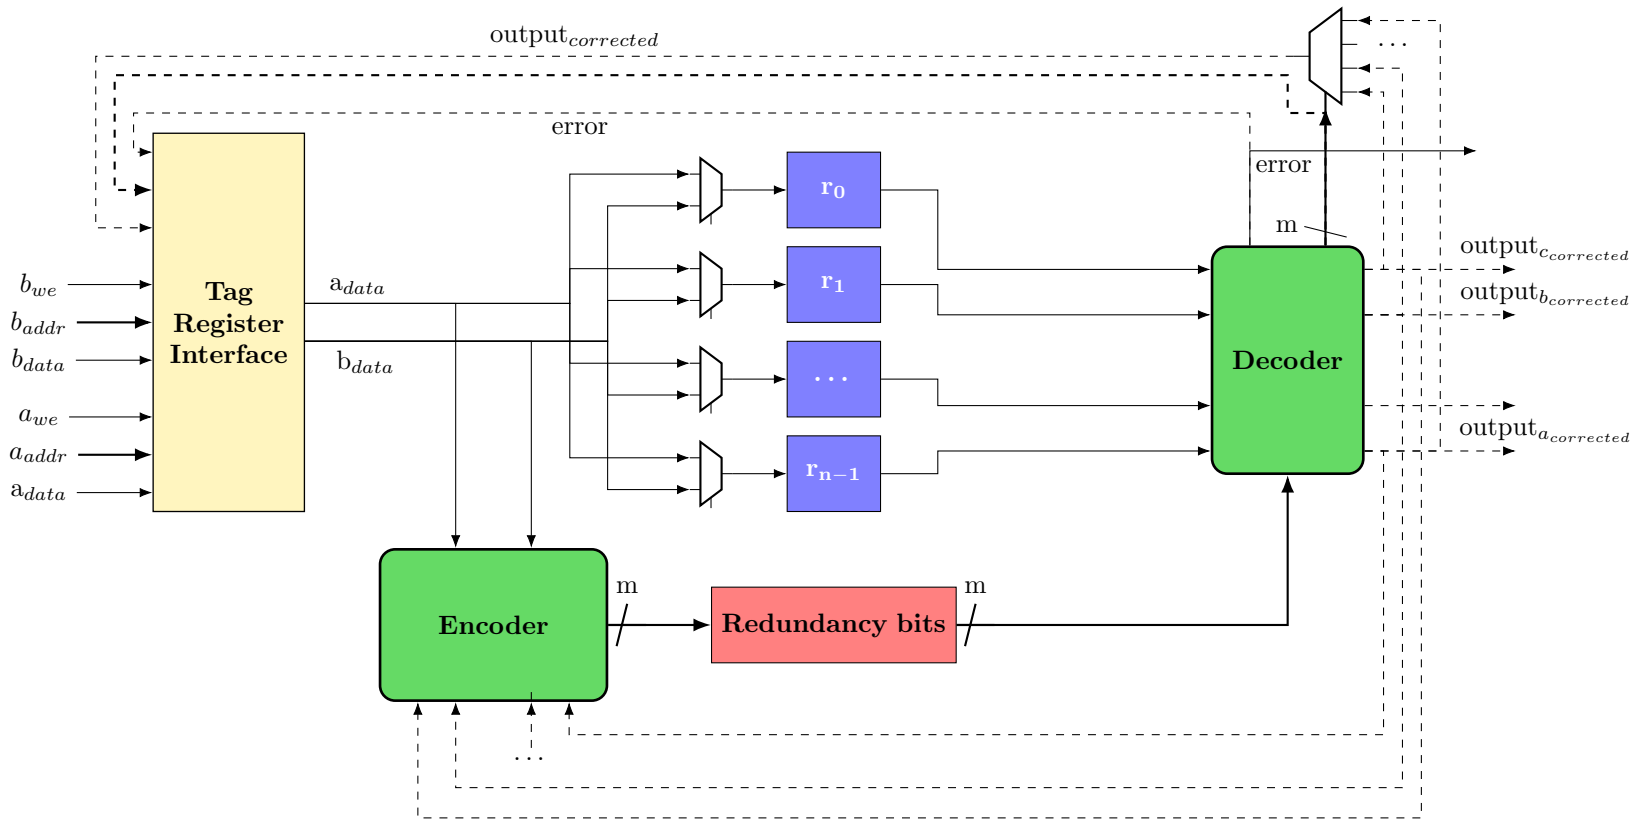 output_corrected
...
error
error
r_0
m
output_c_corrected
b_we
Tag
Register
Interface
a_data
r_1
output_b_corrected
b_addr
b_data
b_data
...
Decoder
a_we
a_addr
output_a_corrected
r_n−1
a_data
m
m
Encoder
Redundancy bits
...